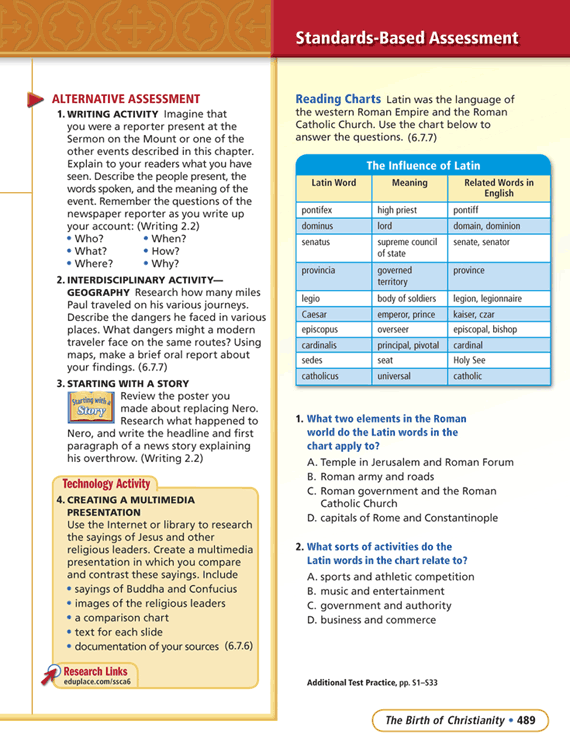 Standards-Based Assessment
ALTERNATIVE ASSESSMENT
1. WRITING ACTIVITY Imagine that
you were a reporter present at the
Sermon on the Mount or one of the
other events described in this chapter.
Explain to your readers what you have
seen. Describe the people present, the
words spoken, and the meaning of the
event. Remember the questions of the
newspaper reporter as you write up
your account: (Writing 2.2)
• Who? • When?
• What? • How?
• Where? • Why?
2. INTERDISCIPLINARY ACTIVITY—
GEOGRAPHY Research how many miles
Paul traveled on his various journeys.
Describe the dangers he faced in various
places. What dangers might a modern
traveler face on the same routes? Using
maps, make a brief oral report about
your findings. (6.7.7)
3. STARTING WITH A STORY
Starting with a
Story
Review the poster you
made about replacing Nero.
Research what happened to
Nero, and write the headline and first
paragraph of a news story explaining
his overthrow. (Writing 2.2)
Technology Activity
4. CREATING A MULTIMEDIA
PRESENTATION
Use the Internet or library to research
the sayings of Jesus and other
religious leaders. Create a multimedia
presentation in which you compare
and contrast these sayings. Include
• sayings of Buddha and Confucius
• images of the religious leaders
• a comparison chart
• text for each slide
• documentation of your sources (6.7.6)
Research Links
eduplace.com/ssca6
Reading Charts Latin was the language of
the western Roman Empire and the Roman
Catholic Church. Use the chart below to
answer the questions. (6.7.7)
The Influence of Latin
Latin Word Meaning Related Words in
English
pontifex high priest pontiff
dominus lord domain, dominion
senatus supreme council senate, senator
of state
provincia governed province
territory
legio body of soldiers legion, legionnaire
Caesar emperor, prince kaiser, czar
episcopus overseer episcopal, bishop
cardinalis principal, pivotal cardinal
sedes seat Holy See
catholicus universal catholic
1. What two elements in the Roman
world do the Latin words in the
chart apply to?
A. Temple in Jerusalem and Roman Forum
B. Roman army and roads
C. Roman government and the Roman
Catholic Church
D. capitals of Rome and Constantinople
2. What sorts of activities do the
Latin words in the chart relate to?
A. sports and athletic competition
B. music and entertainment
C. government and authority
D. business and commerce
Additional Test Practice, pp. S1–S33
The Birth of Christianity • 489